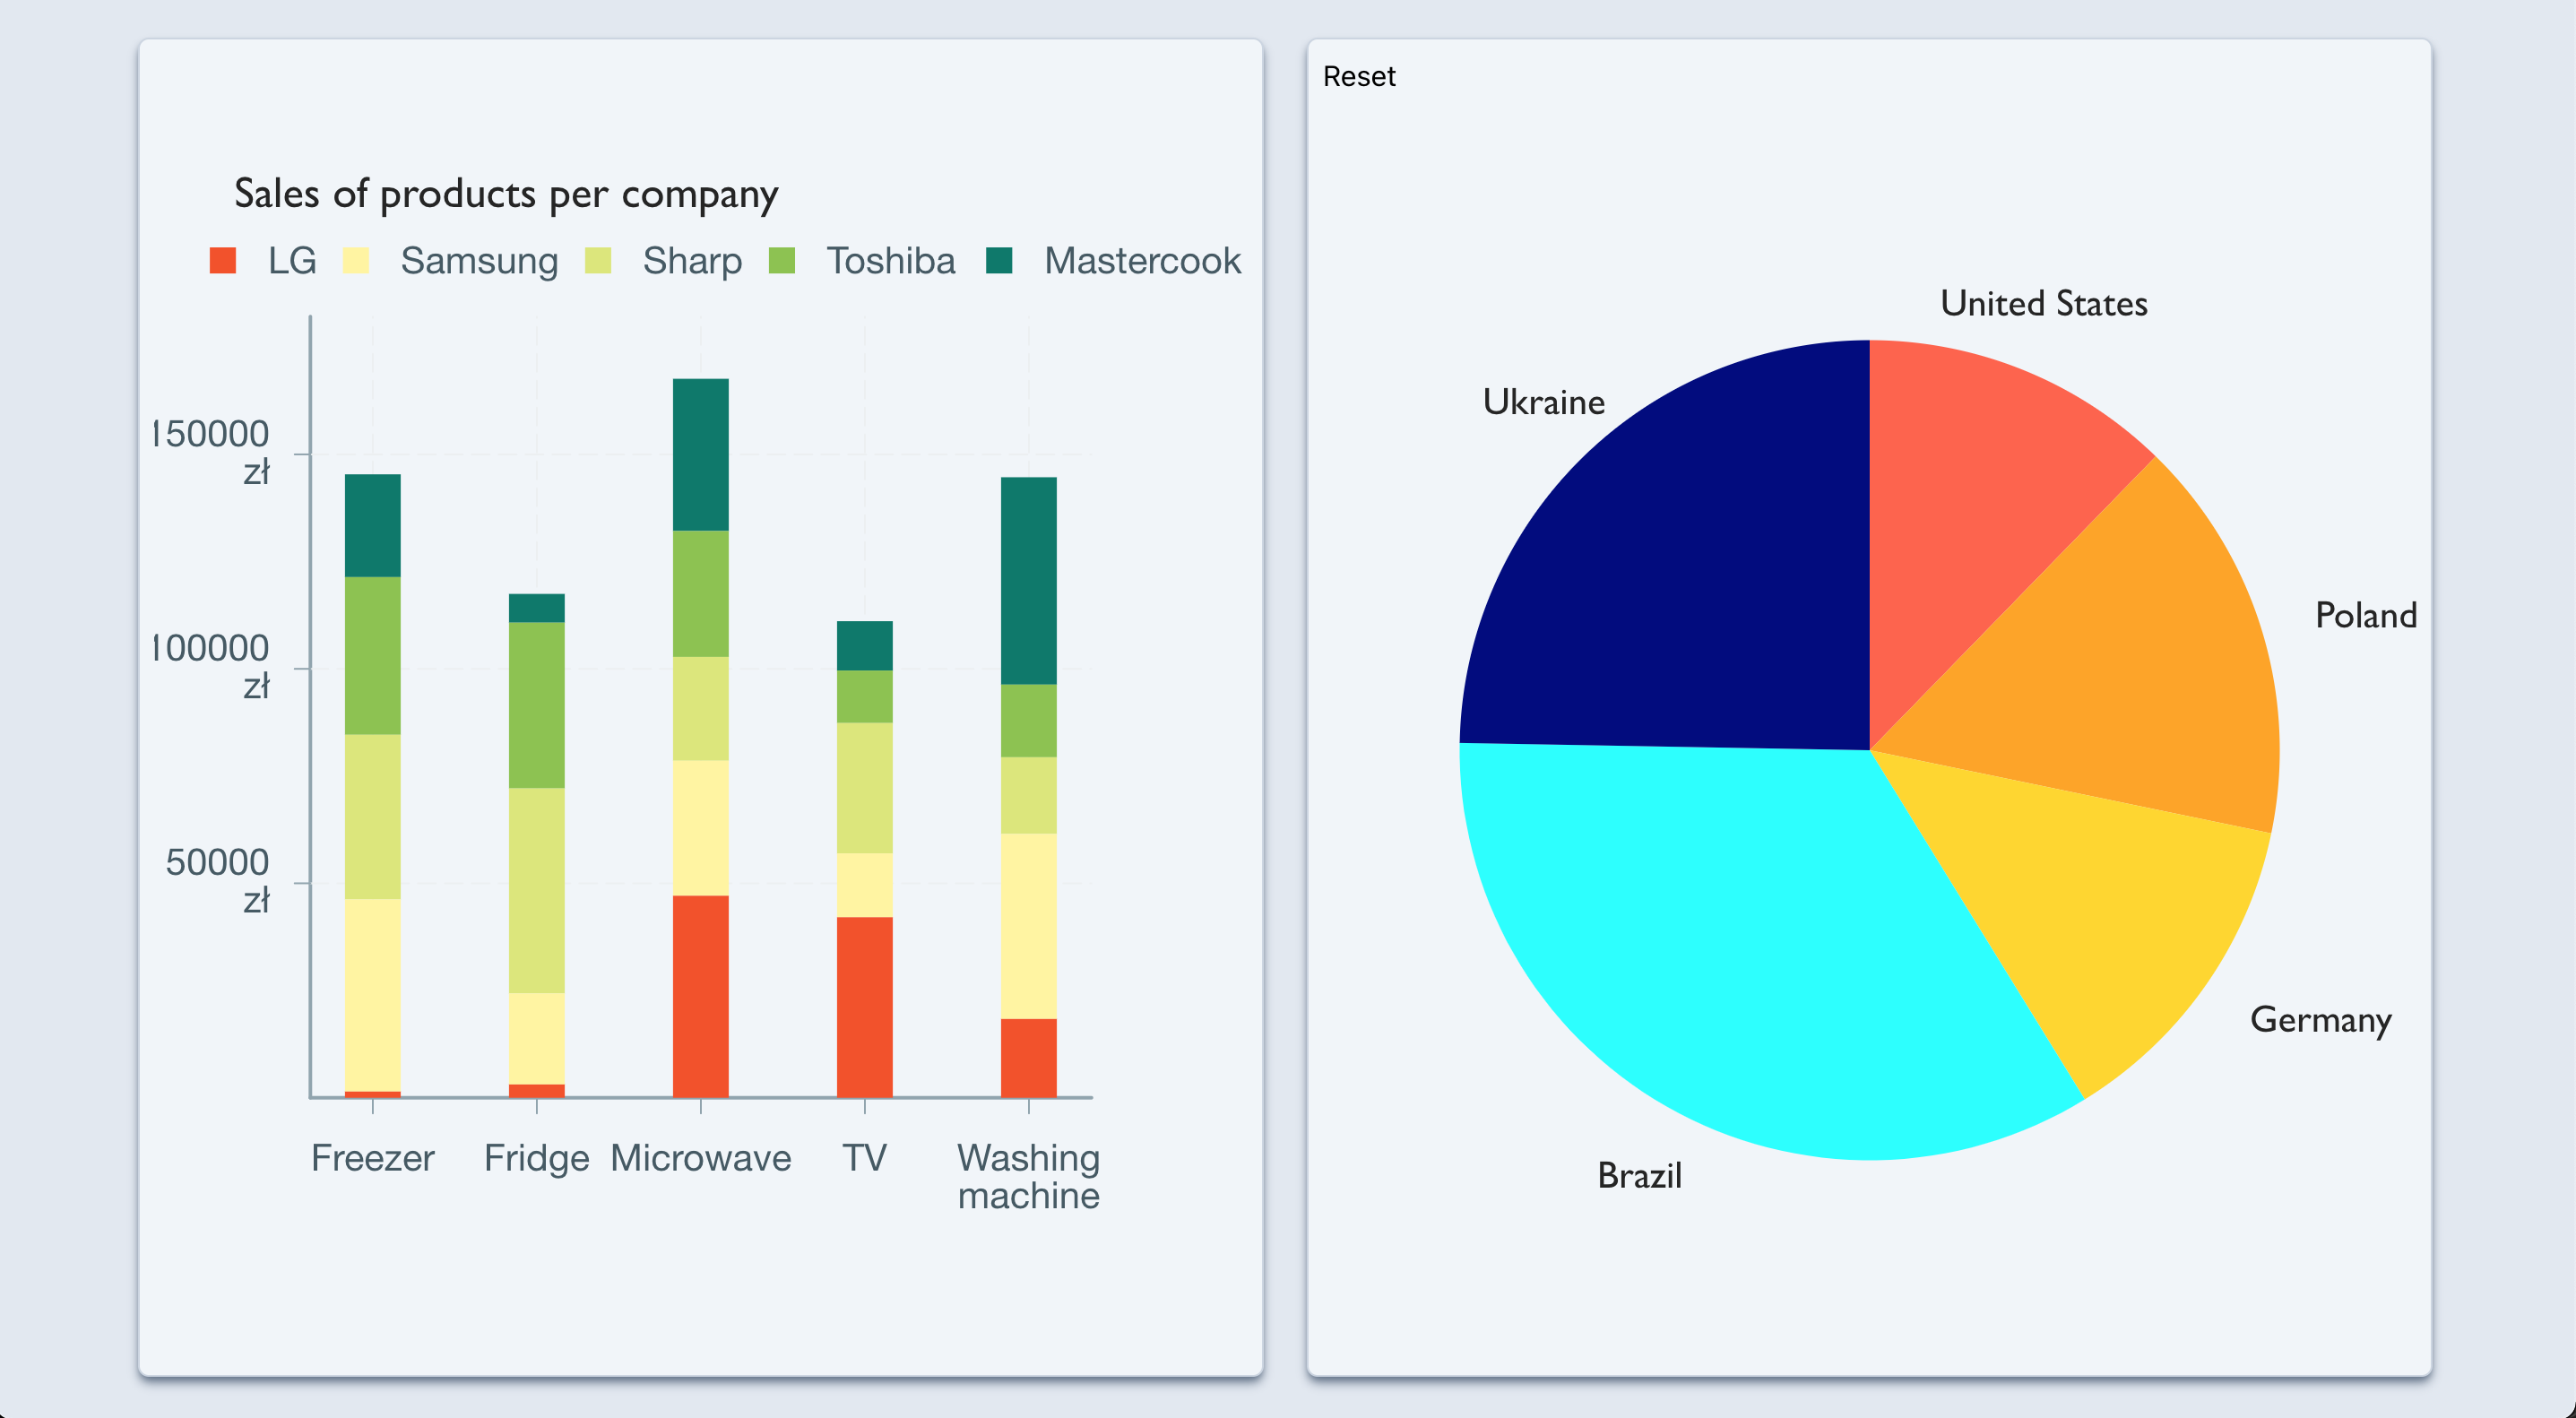 Sales of products per company
LG Samsung Sharp Toshiba Mastercook
150000
zł
100000
zł
50000
zł
Freezer Fridge Microwave TV Washing
machine
Reset
United States
Ukraine
Poland
Germany
Brazil